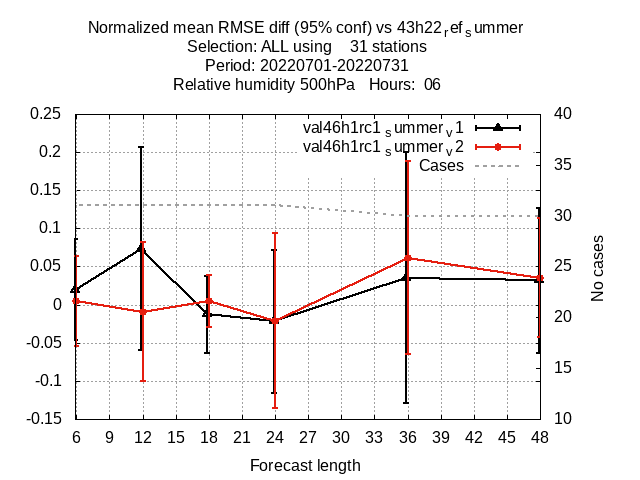 Normalized mean RMSE diff (95% conf) vs 43h22refsummer
Selection: ALL using 31 stations
Period: 20220701-20220731
Relative humidity 500hPa Hours: 06
0.25 40
val46h1rc1summerv1
val46h1rc1summerv2
0.2
Cases 35
0.15
0.1 30
0.05 25
0 20
-0.05
-0.1 15
-0.15 10
No cases
6 9 12 15 18 21 24 27 30 33 36 39 42 45 48
Forecast length